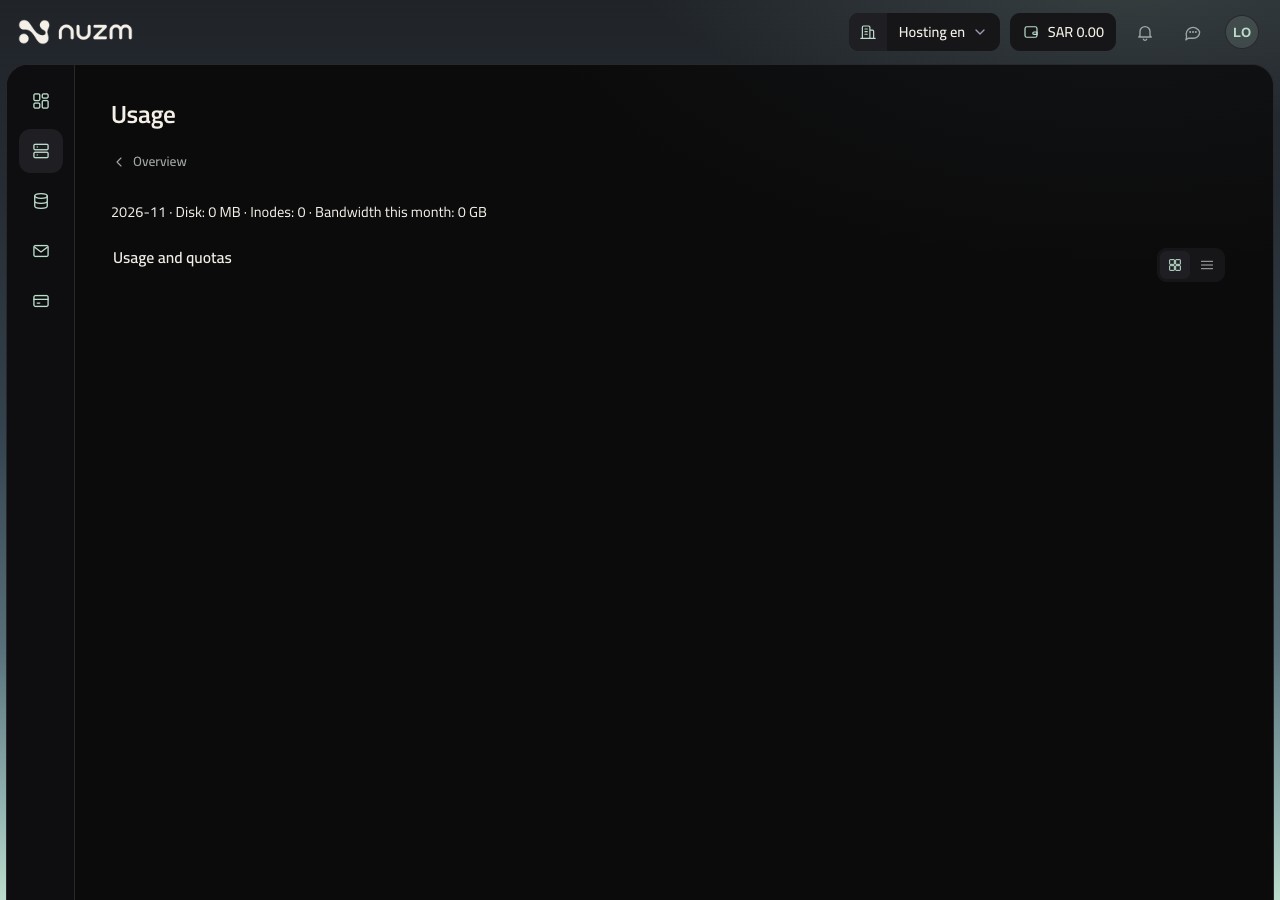 nuzm
Hosting en
SAR 0.00
LO
Usage
Overview
2026-11 · Disk: 0 MB · Inodes: 0 · Bandwidth this month: 0 GB
Usage and quotas